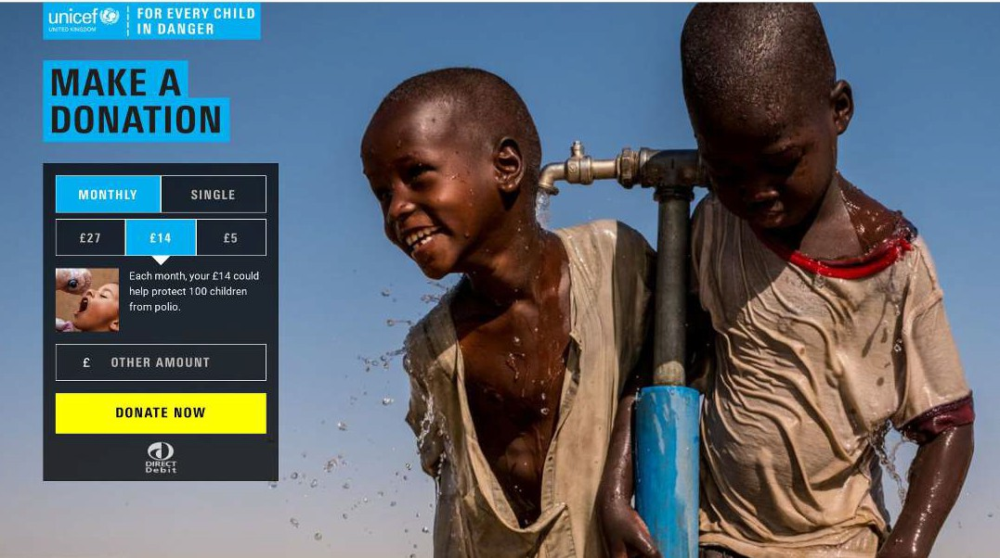 unicef
UNITED KINGDOM
FOR EVERY CHILD
IN DANGER
MAKE A
DONATION
MONTHLY SINGLE
£27 £14 £5
Each month, your £14 could
help protect 100 children
from polio.
£ OTHER AMOUNT
DONATE NOW
DIRECT
Debit